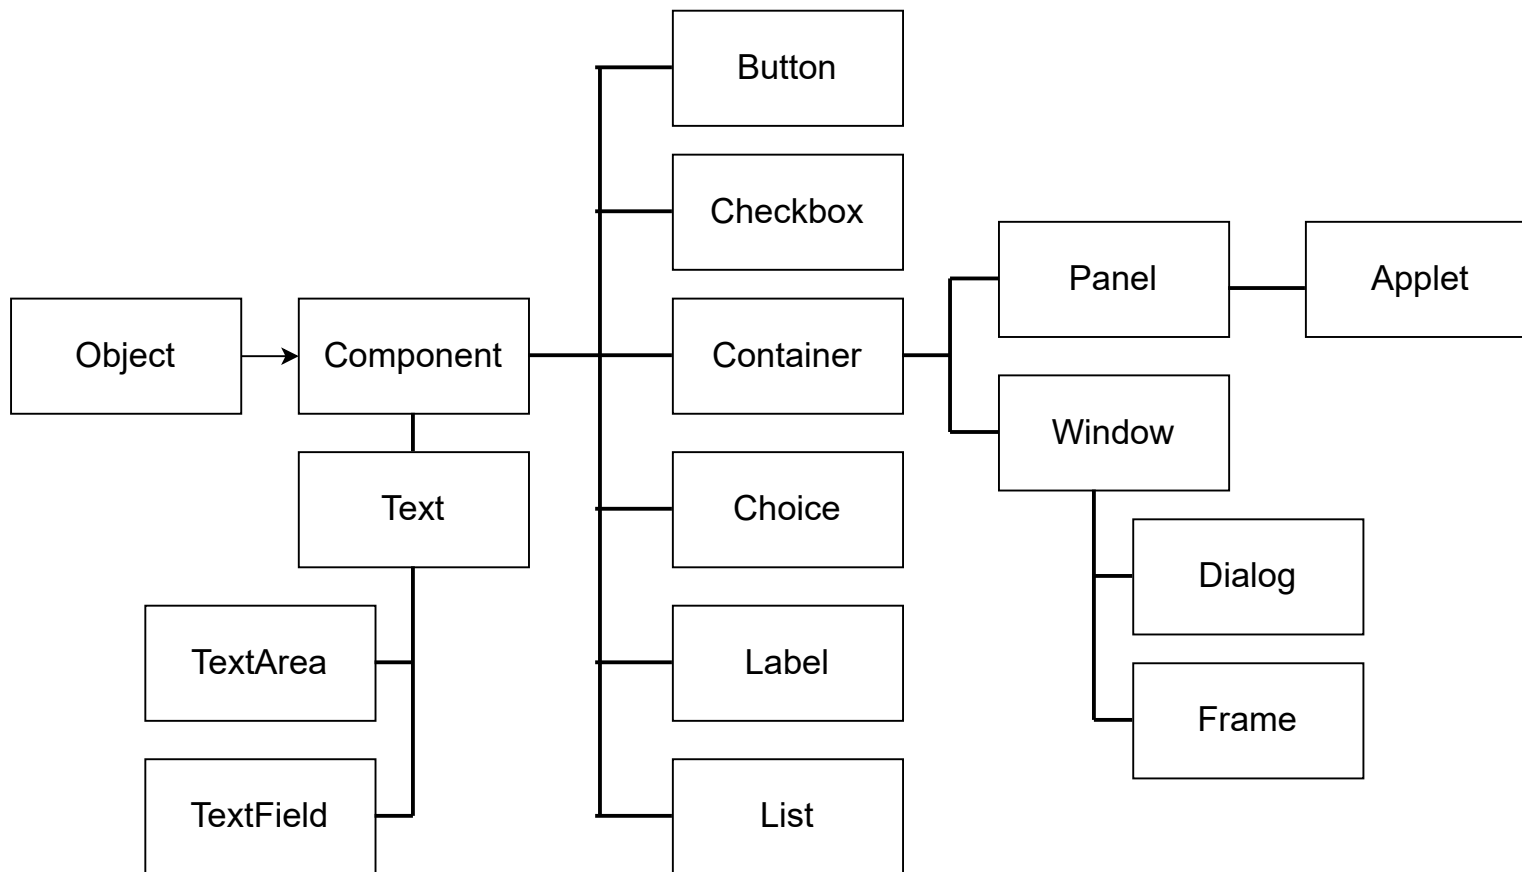 Button
Checkbox
Panel
Applet
Object
Component
Container
Window
Text
Choice
Dialog
TextArea
Label
Frame
TextField
List